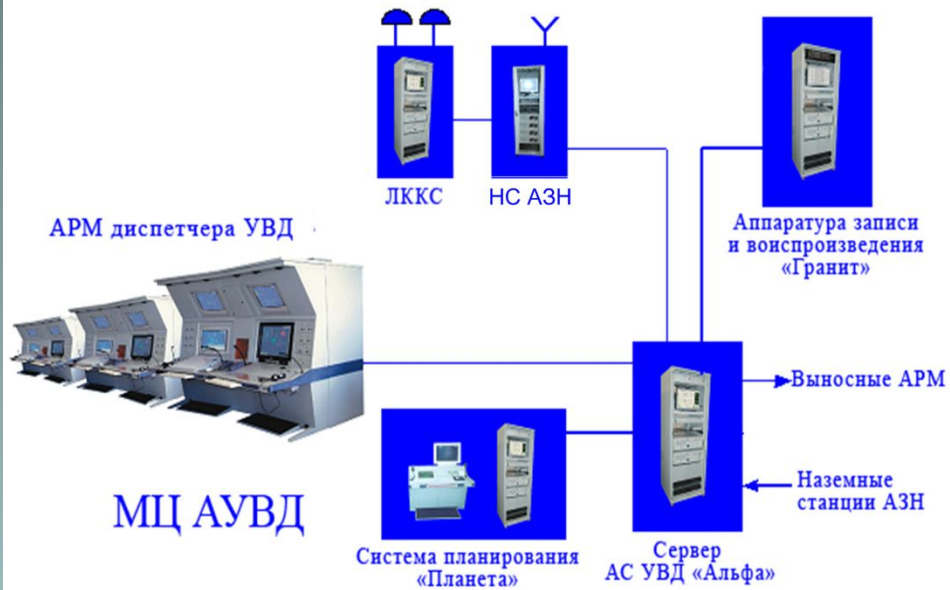 ЛККС
НС АЗН
Аппаратура записи
и воиспроизведения
«Гранит»
АРМ диспетчера УВД
Выносные АРМ
Наземные
станции АЗН
МЦ АУВД
Система планирования
«Планета»
Сервер
АС УВД «Альфа»